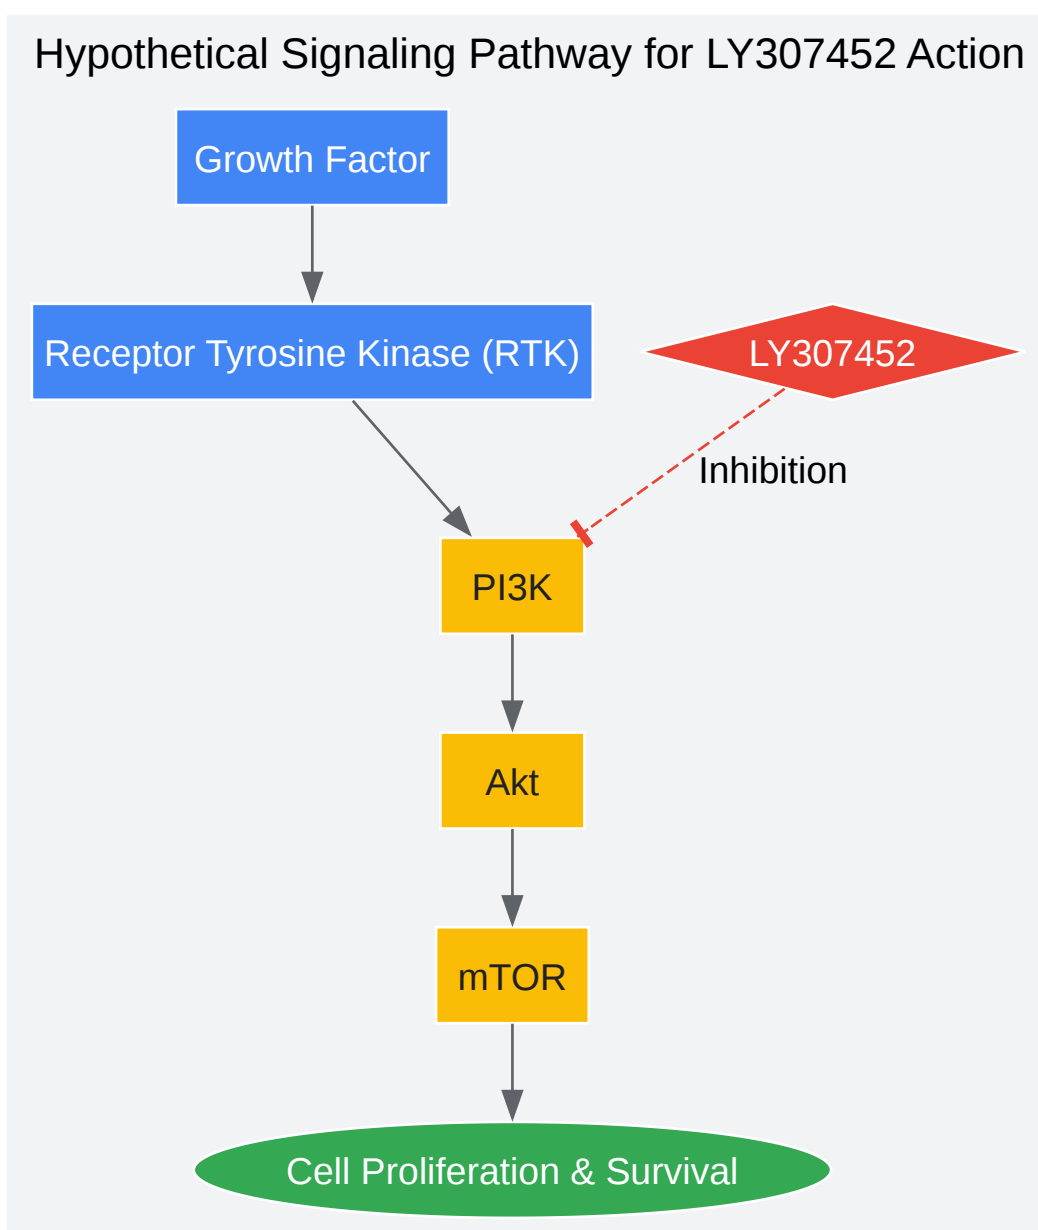 Hypothetical Signaling Pathway for LY307452 Action
Growth Factor
Receptor Tyrosine Kinase (RTK)
LY307452
Inhibition
PI3K
Akt
mTOR
Cell Proliferation & Survival